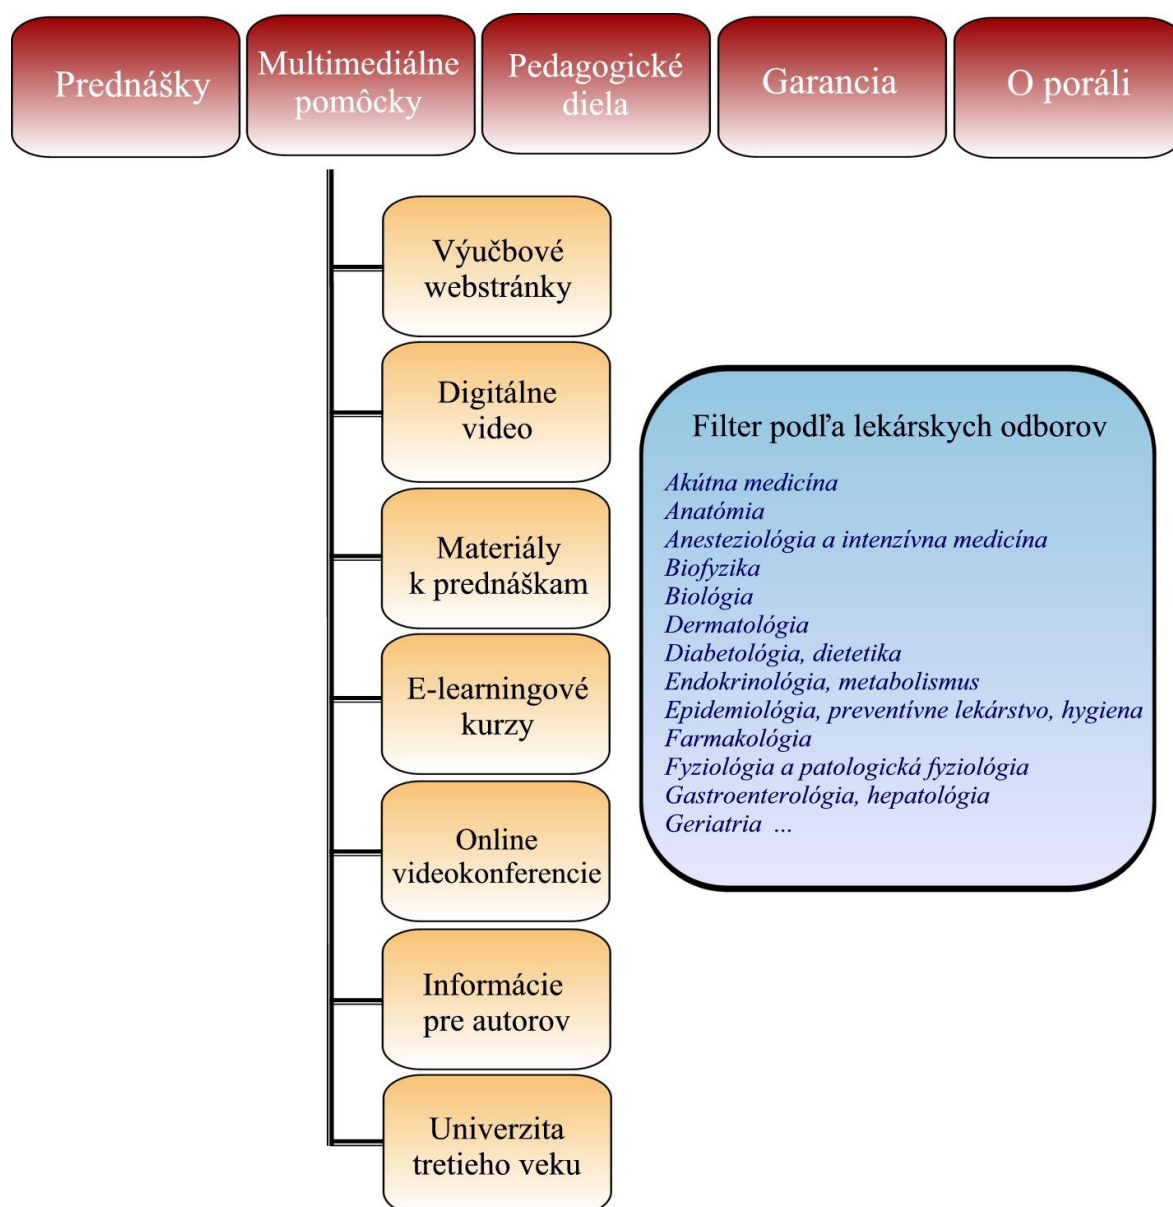 Prednášky
Multimediálne
pomôcky
Pedagogické
diela
Garancia
O poráli
Výučbové
webstránky
Digitálne
video
Materiály
k prednáškam
E-learningové
kurzy
Online
videokonferencie
Informácie
pre autorov
Univerzita
tretieho veku
Filter podľa lekárskych odborov
Akútna medicína
Anatómia
Anesteziológia a intenzívna medicína
Biofyzika
Biológia
Dermatológia
Diabetológia, dietetika
Endokrinológia, metabolismus
Epidemiológia, preventívne lekárstvo, hygiena
Farmakológia
Fyziológia a patologická fyziológia
Gastroenterológia, hepatológia
Geriatria ...